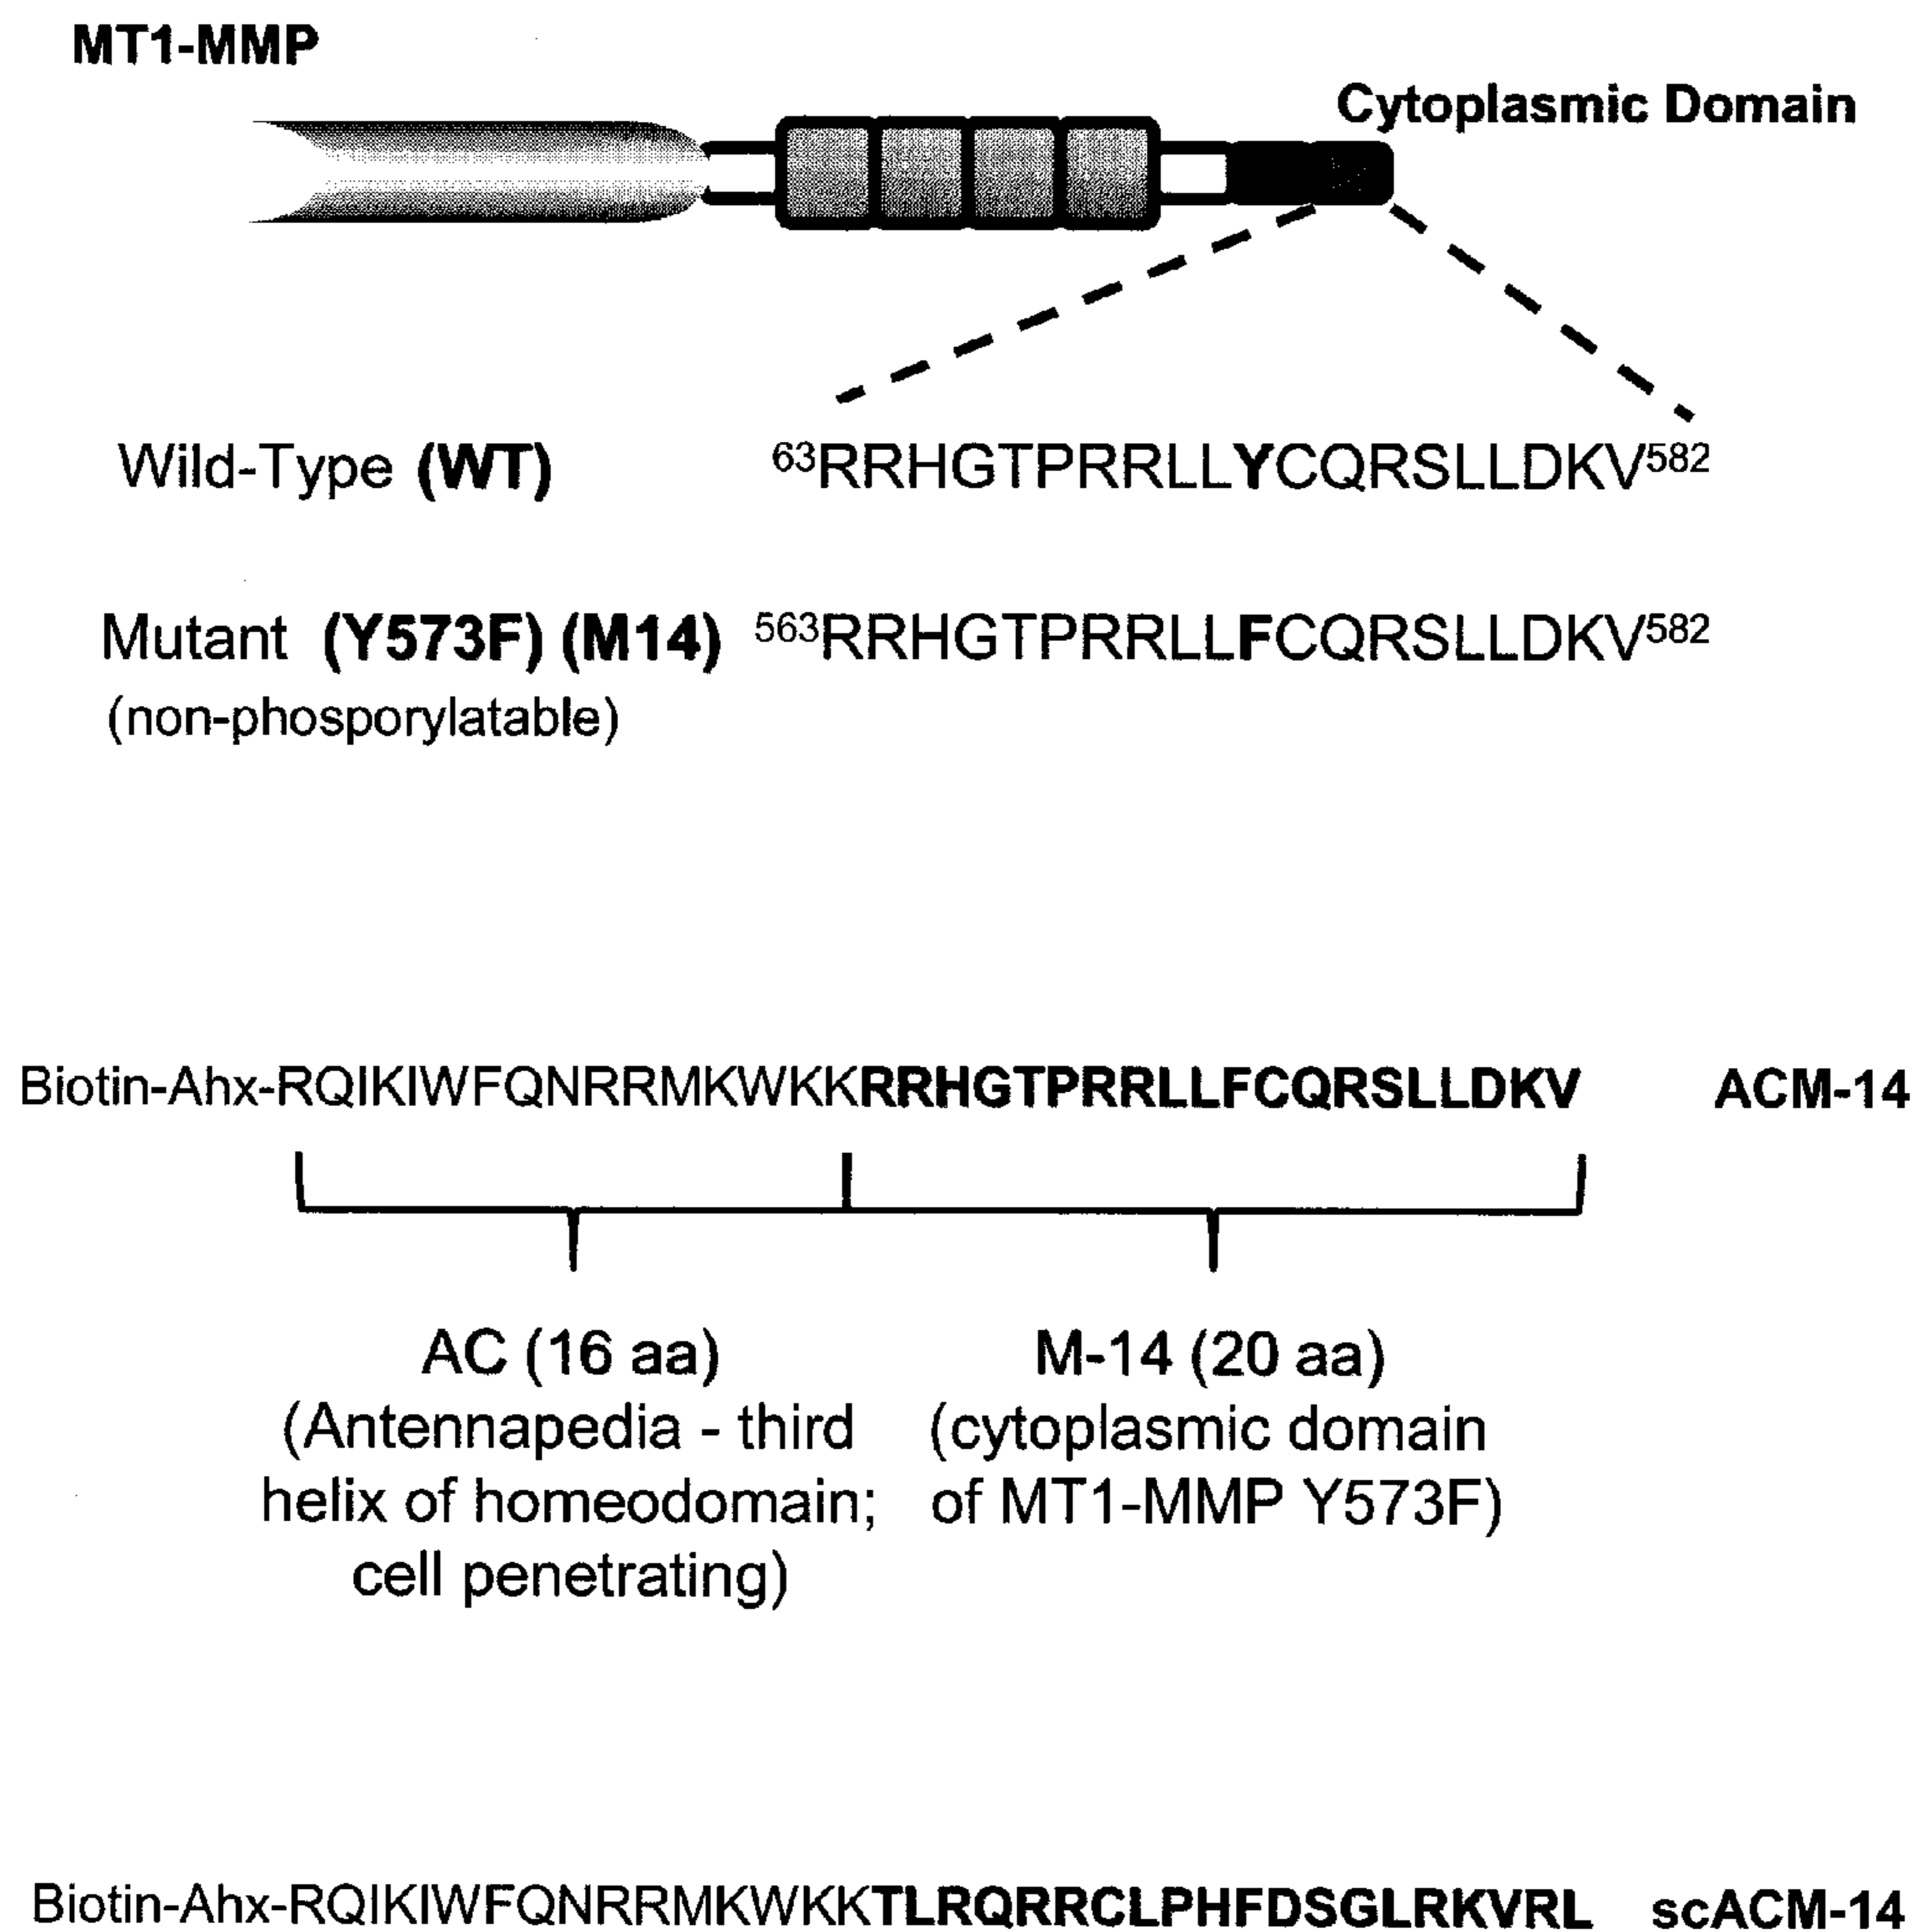 MT1-MMP
Cytoplasmic Domain
Wild-Type (WT) 63RRHGTPRRLLYCQRSLLDKV582
Mutant (Y573F) (M14) 563RRHGTPRRLLFCQRSLLDKV582
(non-phosporylatable)
Biotin-Ahx-RQIKIWFQNRRMKWKKRRHGTPRRLLFCQRSLLDKV ACM-14
AC (16 aa)
(Antennapedia - third
helix of homeodomain;
cell penetrating)
M-14 (20 aa)
(cytoplasmic domain
of MT1-MMP Y573F)
Biotin-Ahx-RQIKIWFQNRRMKWKKTLRQRRCLPHFDSGLRKVRL scACM-14